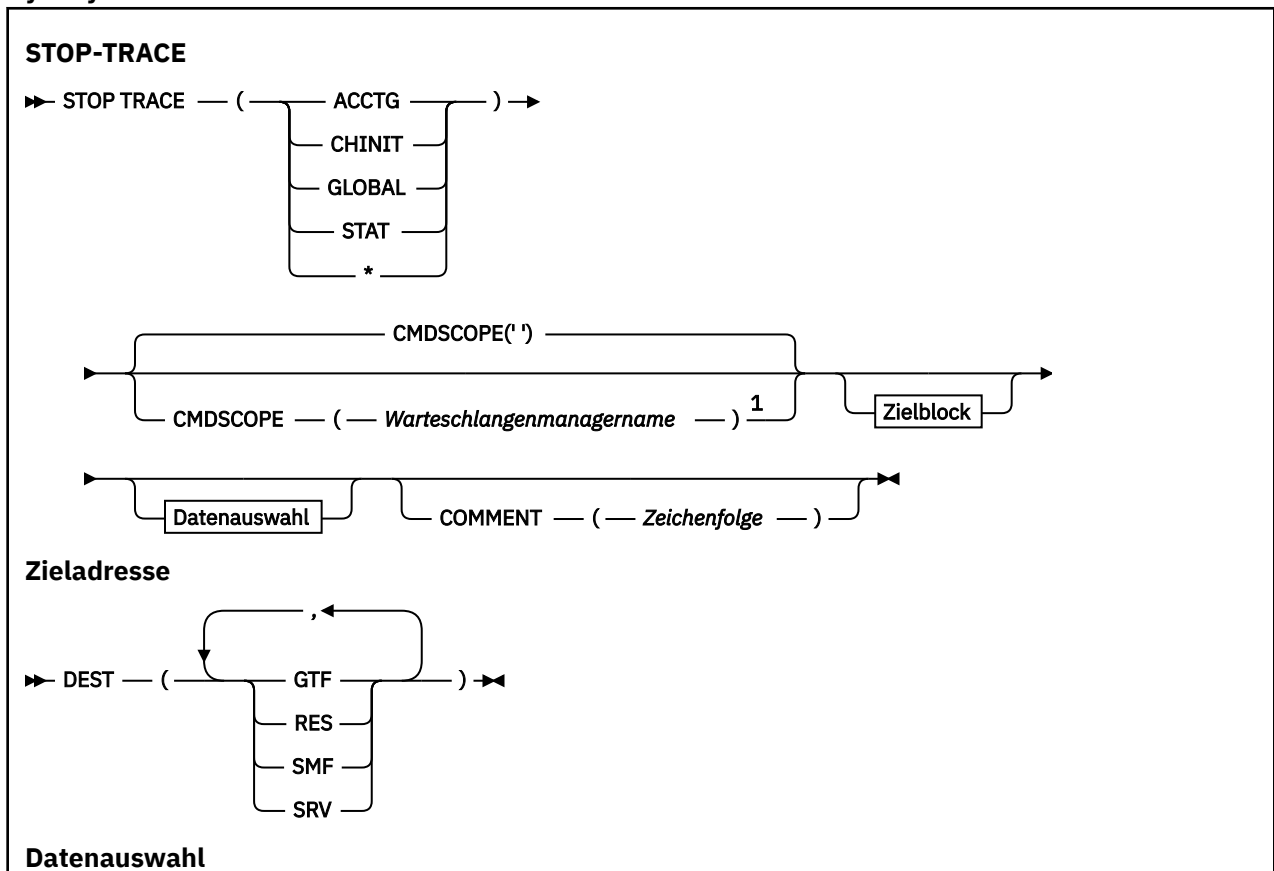 STOP-TRACE
STOP TRACE ( ACCTG )
CHINIT
GLOBAL
STAT
*
CMDSCOPE(' ')
CMDSCOPE ( Warteschlangenmanagername ) 1
Zielblock
Datenauswahl
COMMENT ( Zeichenfolge )
Zieladresse
,
DEST ( GTF )
RES
SMF
SRV
Datenauswahl